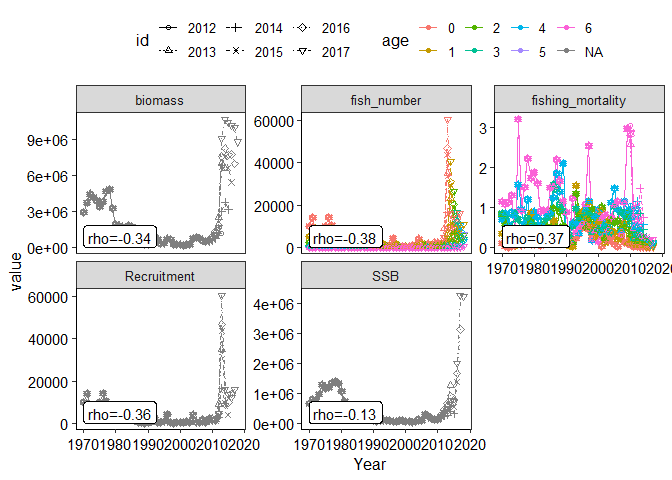 id 2012 2014 2016 age 0 2 4 6
2013 2015 2017 1 3 5 NA
biomass fish_number fishing_mortality
9e+06 60000 3
6e+06 40000 2
3e+06 20000 1
0e+00 0 0
rho=-0.34 rho=-0.38 rho=0.37
1970 1980 1990 2000 2010 2020
Recruitment SSB
60000 4e+06
40000 3e+06
20000 2e+06
1e+06
0 0e+00
rho=-0.36 rho=-0.13
1970 1980 1990 2000 2010 2020 1970 1980 1990 2000 2010 2020
value
Year